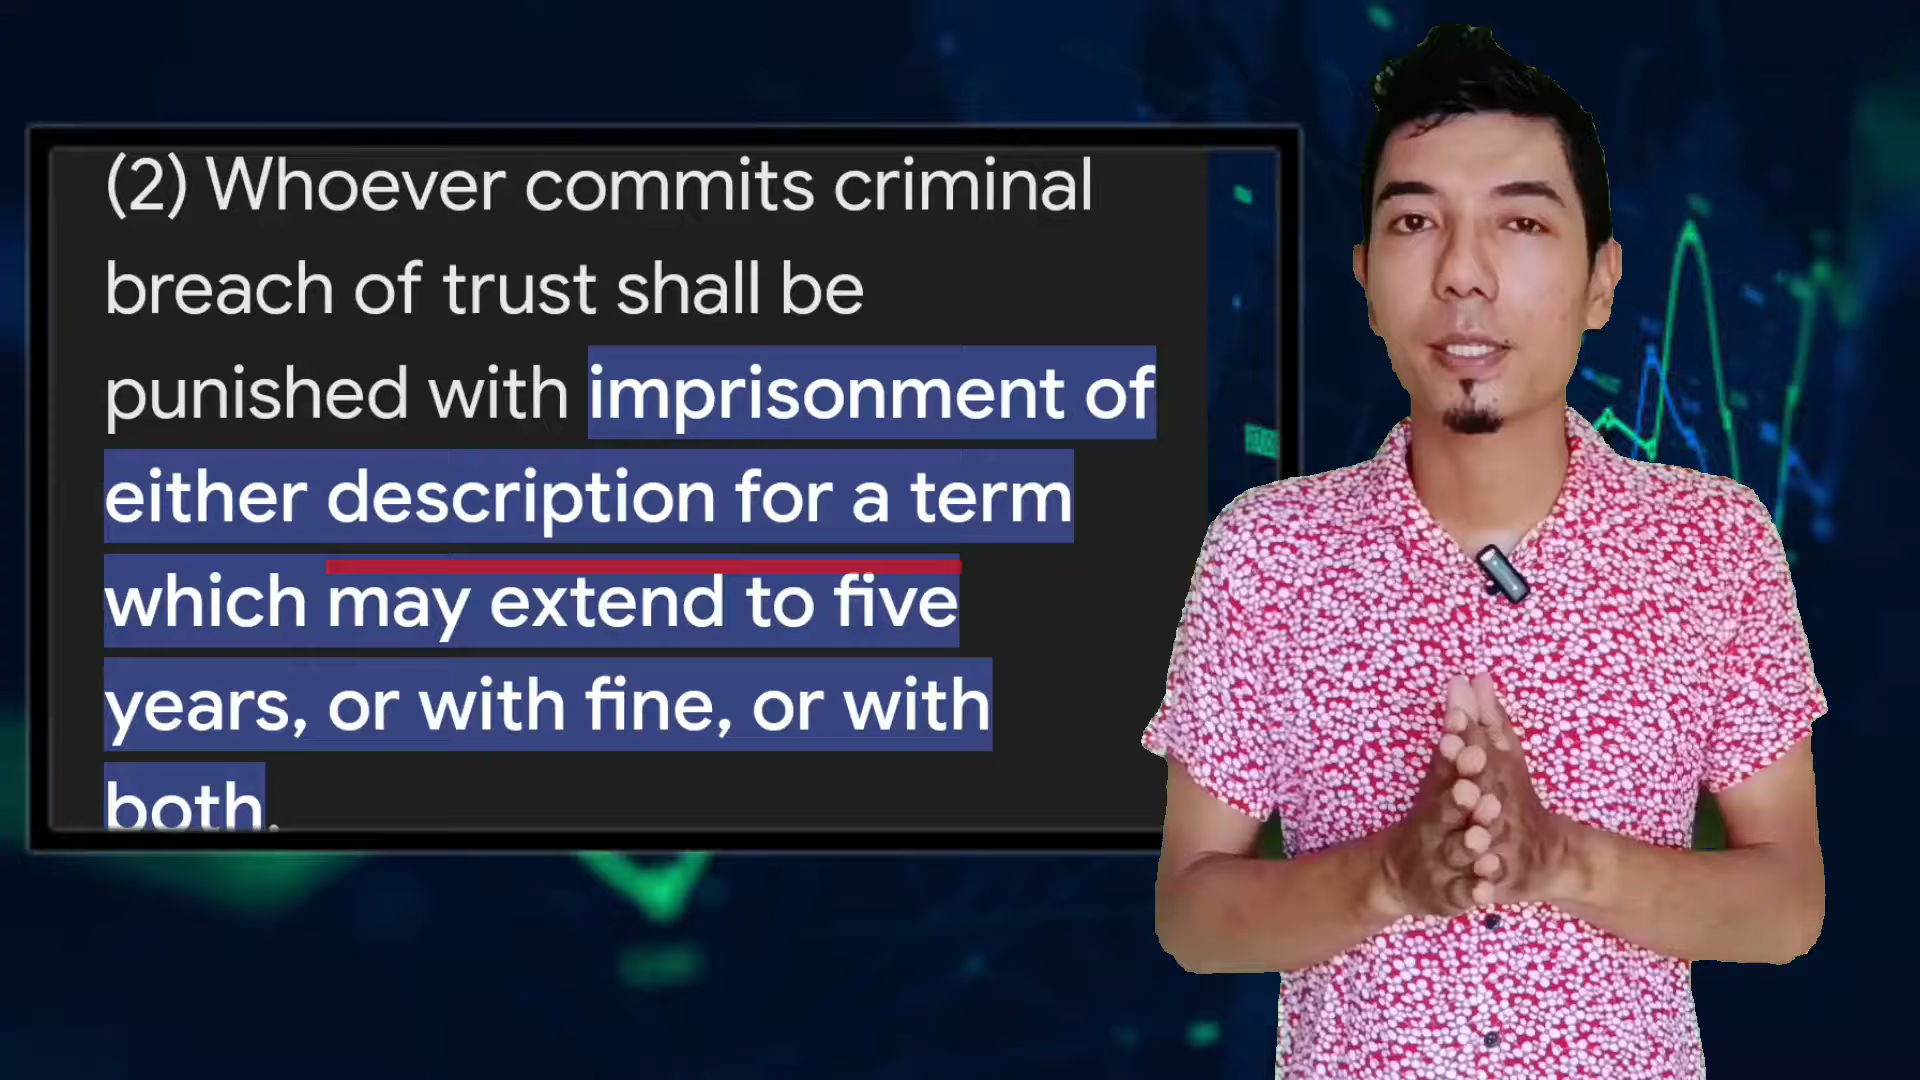 (2) Whoever commits criminal
breach of trust shall be
punished with imprisonment of
either description for a term
which may extend to five
years, or with fine, or with
both.